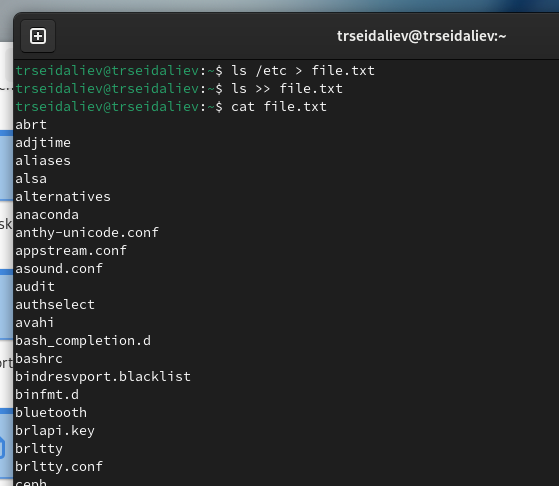 trseidaliev@trseidaliev:~
trseidaliev@trseidaliev:~$ ls /etc > file.txt
trseidaliev@trseidaliev:~$ ls >> file.txt
trseidaliev@trseidaliev:~$ cat file.txt
abrt
adjtime
aliases
alsa
alternatives
anaconda
anthy-unicode.conf
appstream.conf
asound.conf
audit
authselect
avahi
bash_completion.d
bashrc
bindresvport.blacklist
binfmt.d
bluetooth
brlapi.key
brltty
brltty.conf
ceph